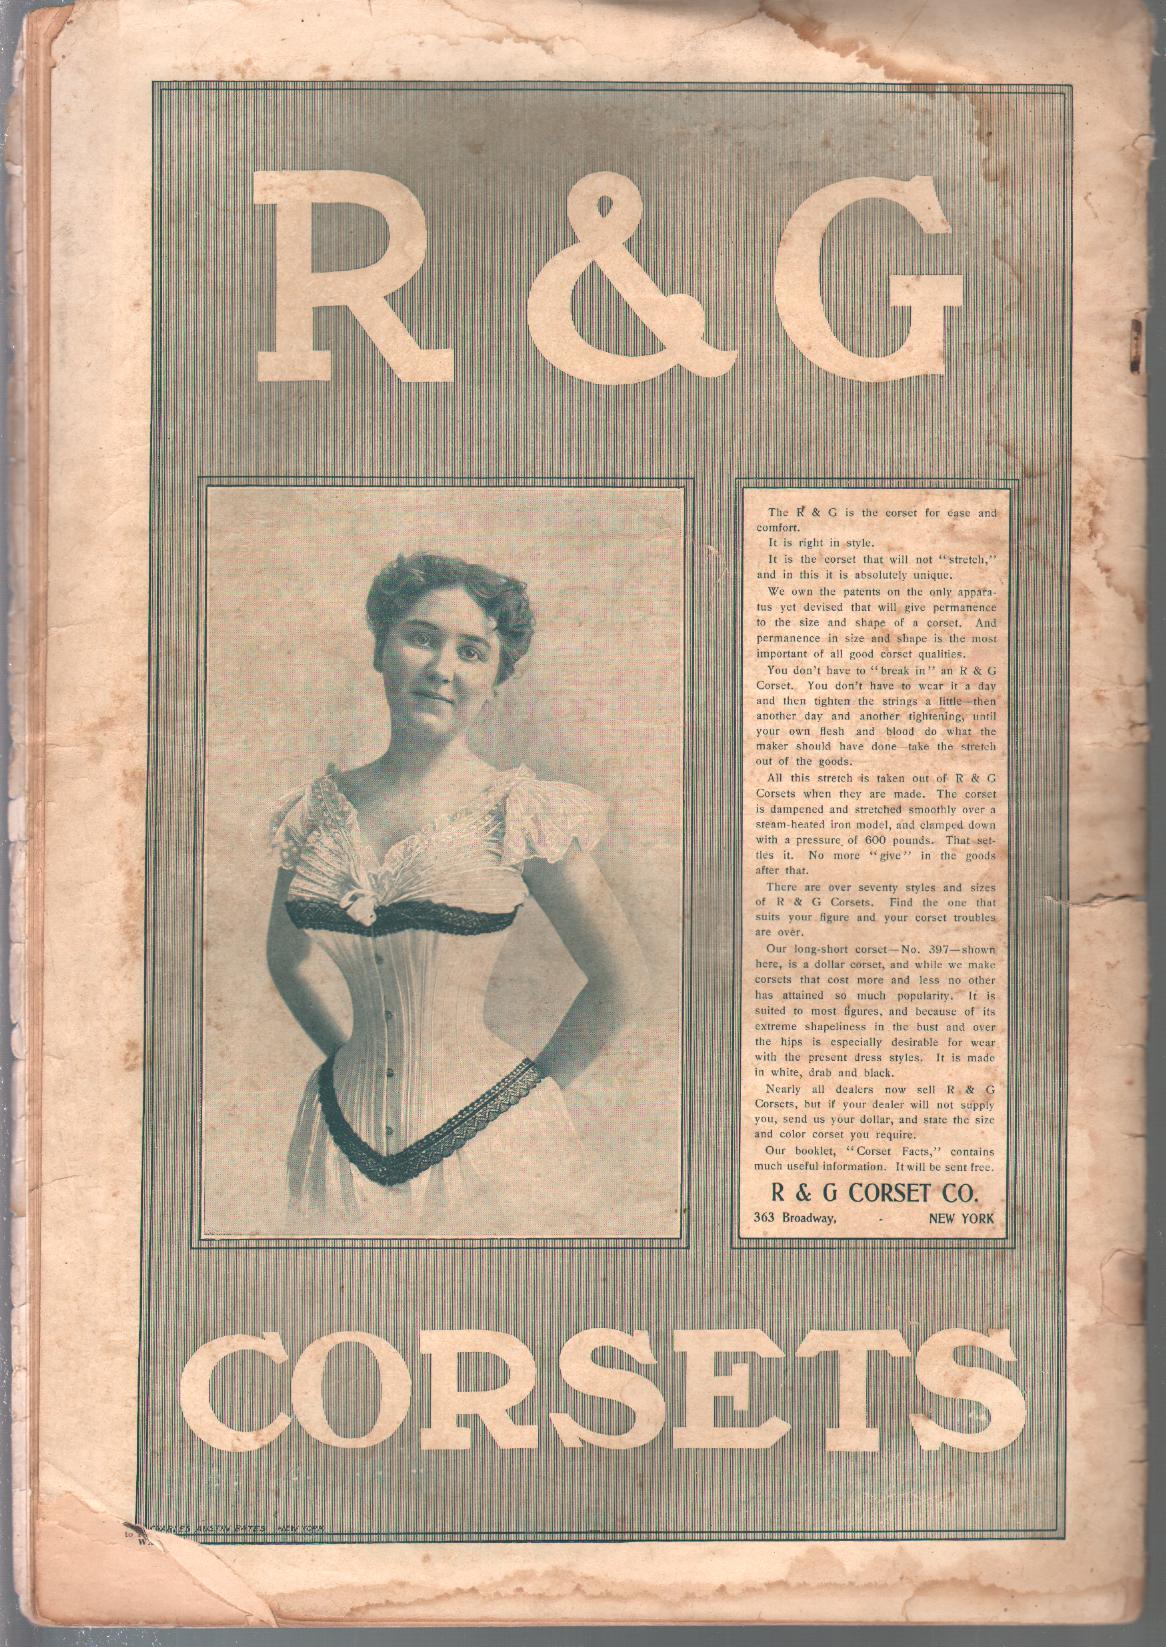 R & G
The R & G is the corset for ease and
comfort.
It is right in style.
It is the corset that will not "stretch,"
and in this it is absolutely unique.
We own the patents on the only appara-
tus yet devised that will give permanence
to the size and shape of a corset. And
permanence in size and shape is the most
important of all good corset qualities.
You don't have to "break in" an R & G
Corset. You don't have to wear it a day
and then tighten the strings a little—then
another day and another tightening, until
your own flesh and blood do what the
maker should have done—take the stretch
out of the goods.
All this stretch is taken out of R & G
Corsets when they are made. The corset
is dampened and stretched smoothly over a
steam-heated iron model, and clamped down
with a pressure of 600 pounds. That set-
tles it. No more "give" in the goods
after that.
There are over seventy styles and sizes
of R & G Corsets. Find the one that
suits your figure and your corset troubles
are over.
Our long-short corset—No. 397—shown
here, is a dollar corset, and while we make
corsets that cost more and less no other
has attained so much popularity. It is
suited to most figures, and because of its
extreme shapeliness in the bust and over
the hips is especially desirable for wear
with the present dress styles. It is made
in white, drab and black.
Nearly all dealers now sell R & G
Corsets, but if your dealer will not supply
you, send us your dollar, and state the size
and color corset you require.
Our booklet, "Corset Facts," contains
much useful information. It will be sent free.
R & G CORSET CO.
363 Broadway, - NEW YORK
CORSETS
CHARLES AUSTIN BATES NEW YORK
to